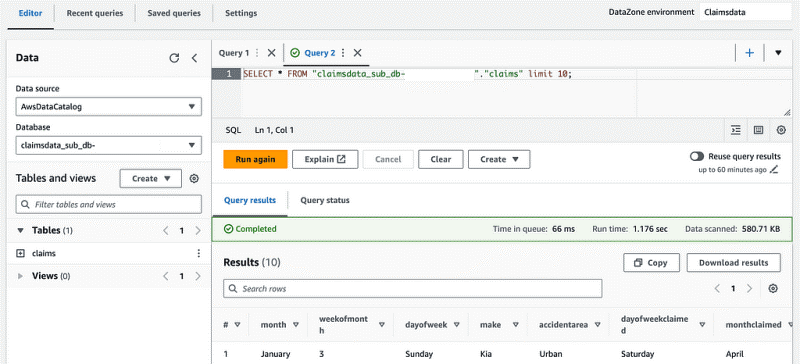 Editor Recent queries Saved queries Settings DataZone environment Claimsdata
Data
Data source
AwsDataCatalog
Database
claimsdata_sub_db-
Tables and views Create
Filter tables and views
Tables (1) 1
claims
Views (0) 1
Query 1 Query 2
1 SELECT * FROM "claimsdata_sub_db- "."claims" limit 10;
SQL Ln 1, Col 1
Run again Explain Cancel Clear Create
Reuse query results
up to 60 minutes ago
Query results Query status
Completed Time in queue: 66 ms Run time: 1.176 sec Data scanned: 580.71 KB
Results (10) Copy Download results
Search rows 1
# month weekofmont
h dayofweek make accidentarea dayofweekclaime
d monthclaimed
1 January 3 Sunday Kia Urban Saturday April